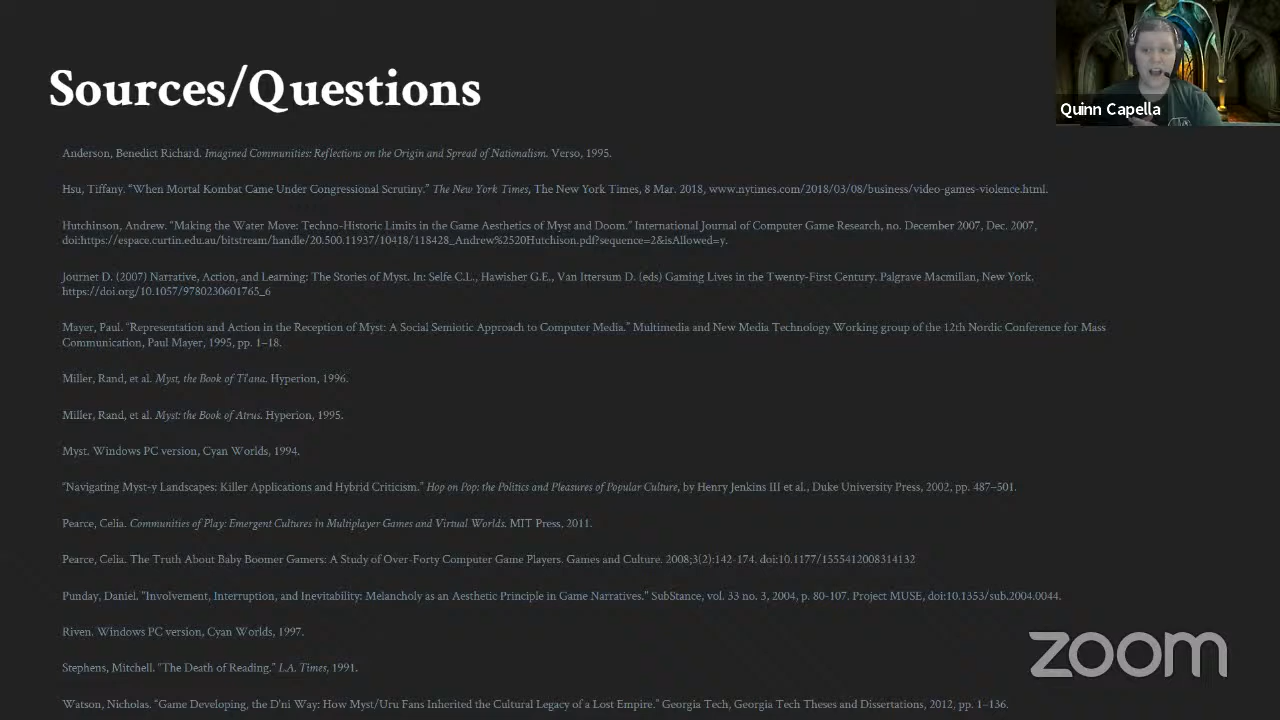 Sources/Questions
Quinn Capella
Anderson, Benedict Richard. Imagined Communities: Reflections on the Origin and Spread of Nationalism. Verso, 1995.
Hsu, Tiffany. “When Mortal Kombat Came Under Congressional Scrutiny.” The New York Times, The New York Times, 8 Mar. 2018, www.nytimes.com/2018/03/08/business/video-games-violence.html.
Hutchinson, Andrew. “Making the Water Move: Techno-Historic Limits in the Game Aesthetics of Myst and Doom.” International Journal of Computer Game Research, no. December 2007, Dec. 2007,
doi:https://espace.curtin.edu.au/bitstream/handle/20.500.11937/10418/118428_Andrew%2520Hutchison.pdf?sequence=2&isAllowed=y.
Journet D. (2007) Narrative, Action, and Learning: The Stories of Myst. In: Selfe C.L., Hawisher G.E., Van Ittersum D. (eds) Gaming Lives in the Twenty-First Century. Palgrave Macmillan, New York.
https://doi.org/10.1057/9780230601765_6
Mayer, Paul. “Representation and Action in the Reception of Myst: A Social Semiotic Approach to Computer Media.” Multimedia and New Media Technology Working group of the 12th Nordic Conference for Mass
Communication, Paul Mayer, 1995, pp. 1–18.
Miller, Rand, et al. Myst, the Book of Ti'ana. Hyperion, 1996.
Miller, Rand, et al. Myst: the Book of Atrus. Hyperion, 1995.
Myst. Windows PC version, Cyan Worlds, 1994.
“Navigating Myst-y Landscapes: Killer Applications and Hybrid Criticism.” Hop on Pop: the Politics and Pleasures of Popular Culture, by Henry Jenkins III et al., Duke University Press, 2002, pp. 487–501.
Pearce, Celia. Communities of Play: Emergent Cultures in Multiplayer Games and Virtual Worlds. MIT Press, 2011.
Pearce, Celia. The Truth About Baby Boomer Gamers: A Study of Over-Forty Computer Game Players. Games and Culture. 2008;3(2):142-174. doi:10.1177/1555412008314132
Punday, Daniel. "Involvement, Interruption, and Inevitability: Melancholy as an Aesthetic Principle in Game Narratives." SubStance, vol. 33 no. 3, 2004, p. 80-107. Project MUSE, doi:10.1353/sub.2004.0044.
Riven. Windows PC version, Cyan Worlds, 1997.
Stephens, Mitchell. “The Death of Reading.” L.A. Times, 1991.
Watson, Nicholas. “Game Developing, the D'ni Way: How Myst/Uru Fans Inherited the Cultural Legacy of a Lost Empire.” Georgia Tech, Georgia Tech Theses and Dissertations, 2012, pp. 1–136.
zoom